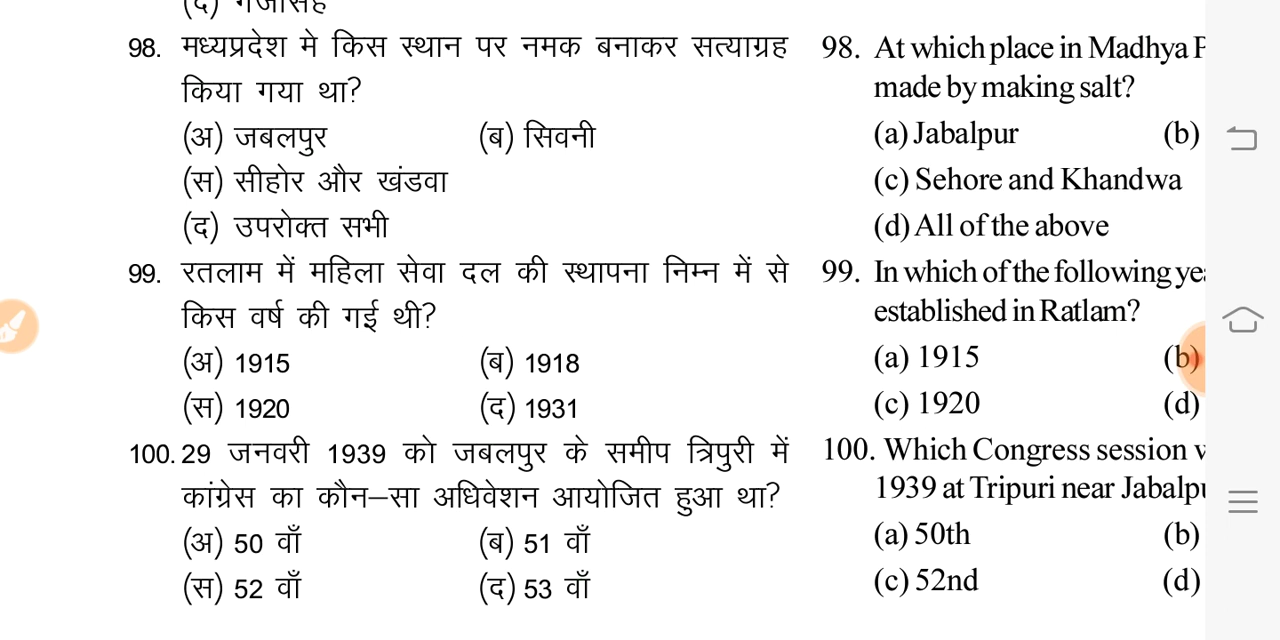 98. मध्यप्रदेश मे किस स्थान पर नमक बनाकर सत्याग्रह
किया गया था?
(अ) जबलपुर (ब) सिवनी
(स) सीहोर और खंडवा
(द) उपरोक्त सभी
99. रतलाम में महिला सेवा दल की स्थापना निम्न में से
किस वर्ष की गई थी?
(अ) 1915 (ब) 1918
(स) 1920 (द) 1931
100. 29 जनवरी 1939 को जबलपुर के समीप त्रिपुरी में
कांग्रेस का कौन–सा अधिवेशन आयोजित हुआ था?
(अ) 50 वाँ (ब) 51 वाँ
(स) 52 वाँ (द) 53 वाँ
98. At which place in Madhya
made by making salt?
(a) Jabalpur (b)
(c) Sehore and Khandwa
(d) All of the above
99. In which of the following
established in Ratlam?
(a) 1915 (b)
(c) 1920 (d)
100. Which Congress session
1939 at Tripuri near
(a) 50th (b)
(c) 52nd (d)